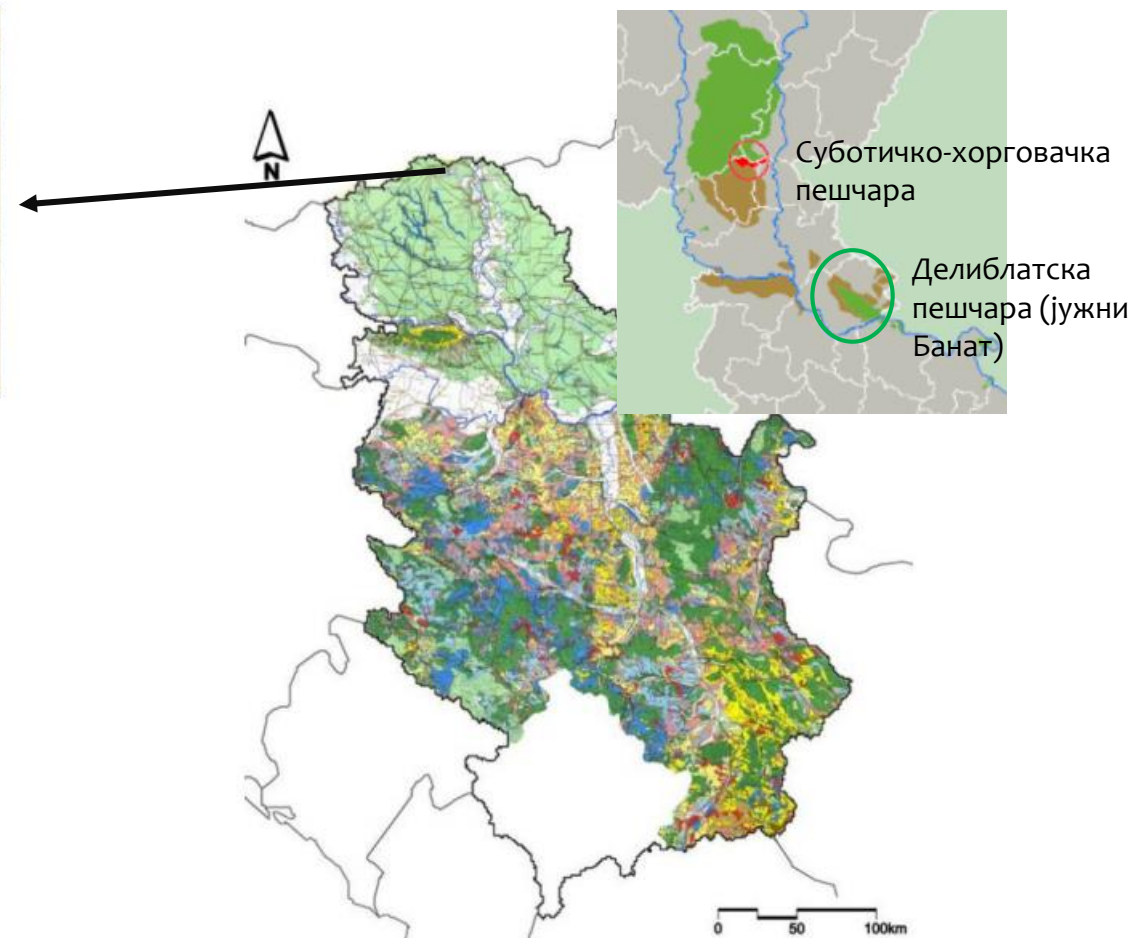 N
Суботичко-хорговачка
пешчара
Делиблатска
пешчара (јужни
Банат)
0 50 100km